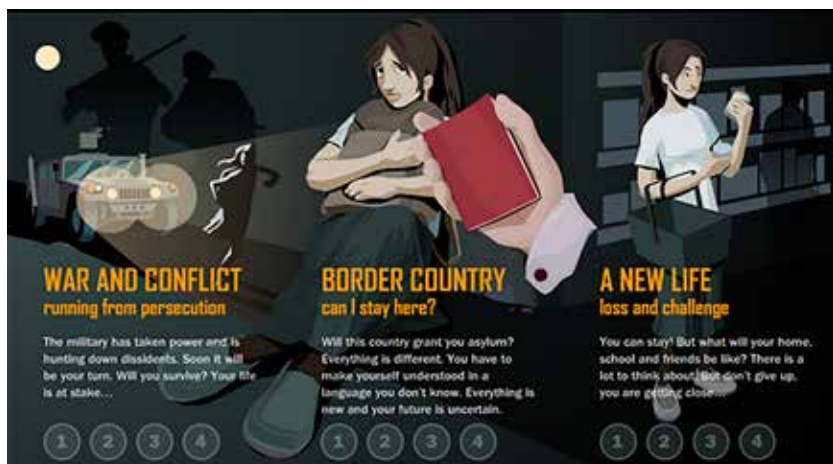 WAR AND CONFLICT
running from persecution
The military has taken power and is
hunting down dissidents. Soon it will
be your turn. Will you survive? Your life
is at stake...
1 2 3 4
BORDER COUNTRY
can I stay here?
Will this country grant you asylum?
Everything is different. You have to
make yourself understood in a
language you don't know. Everything is
new and your future is uncertain.
1 2 3 4
A NEW LIFE
loss and challenge
You can stay! But what will your home,
school and friends be like? There is a
lot to think about. But don't give up,
you are getting close...
1 2 3 4